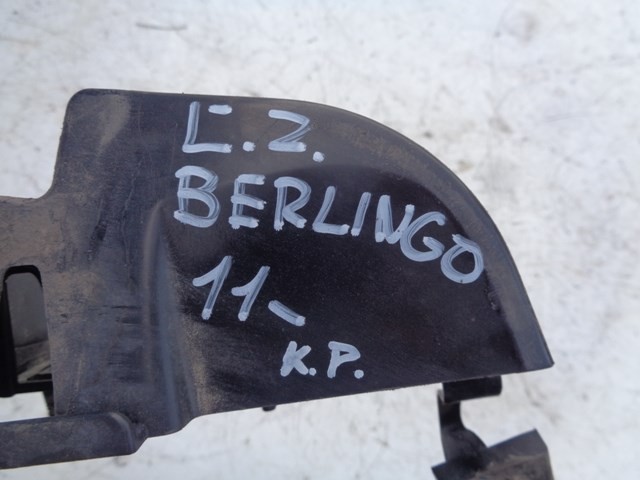 L.Z.
BERLINGO
11-
K.P.